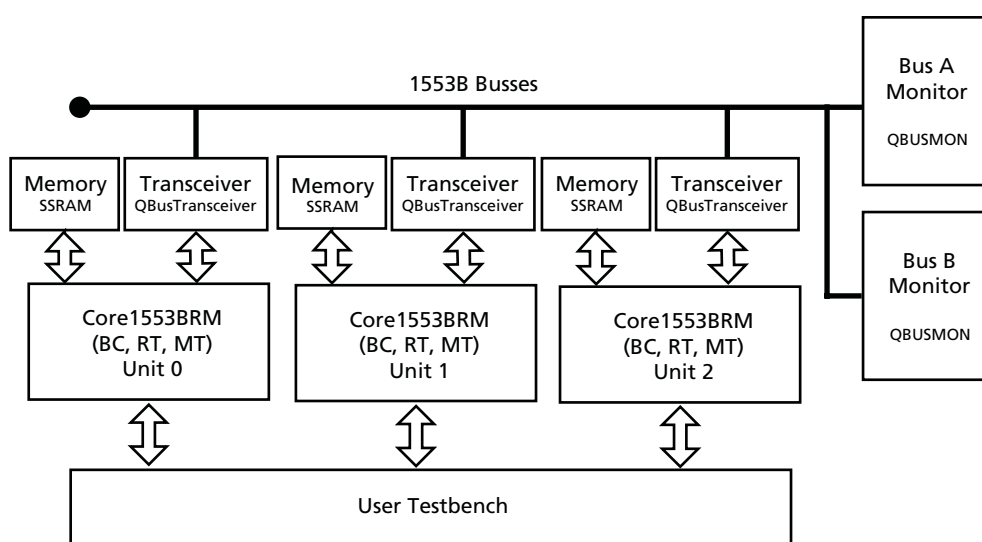 1553B Busses
Bus A
Monitor
QBUSMON
Memory
SSRAM
Transceiver
QBusTransceiver
Memory
SSRAM
Transceiver
QBusTransceiver
Memory
SSRAM
Transceiver
QBusTransceiver
Bus B
Monitor
QBUSMON
Core1553BRM
(BC, RT, MT)
Unit 0
Core1553BRM
(BC, RT, MT)
Unit 1
Core1553BRM
(BC, RT, MT)
Unit 2
User Testbench